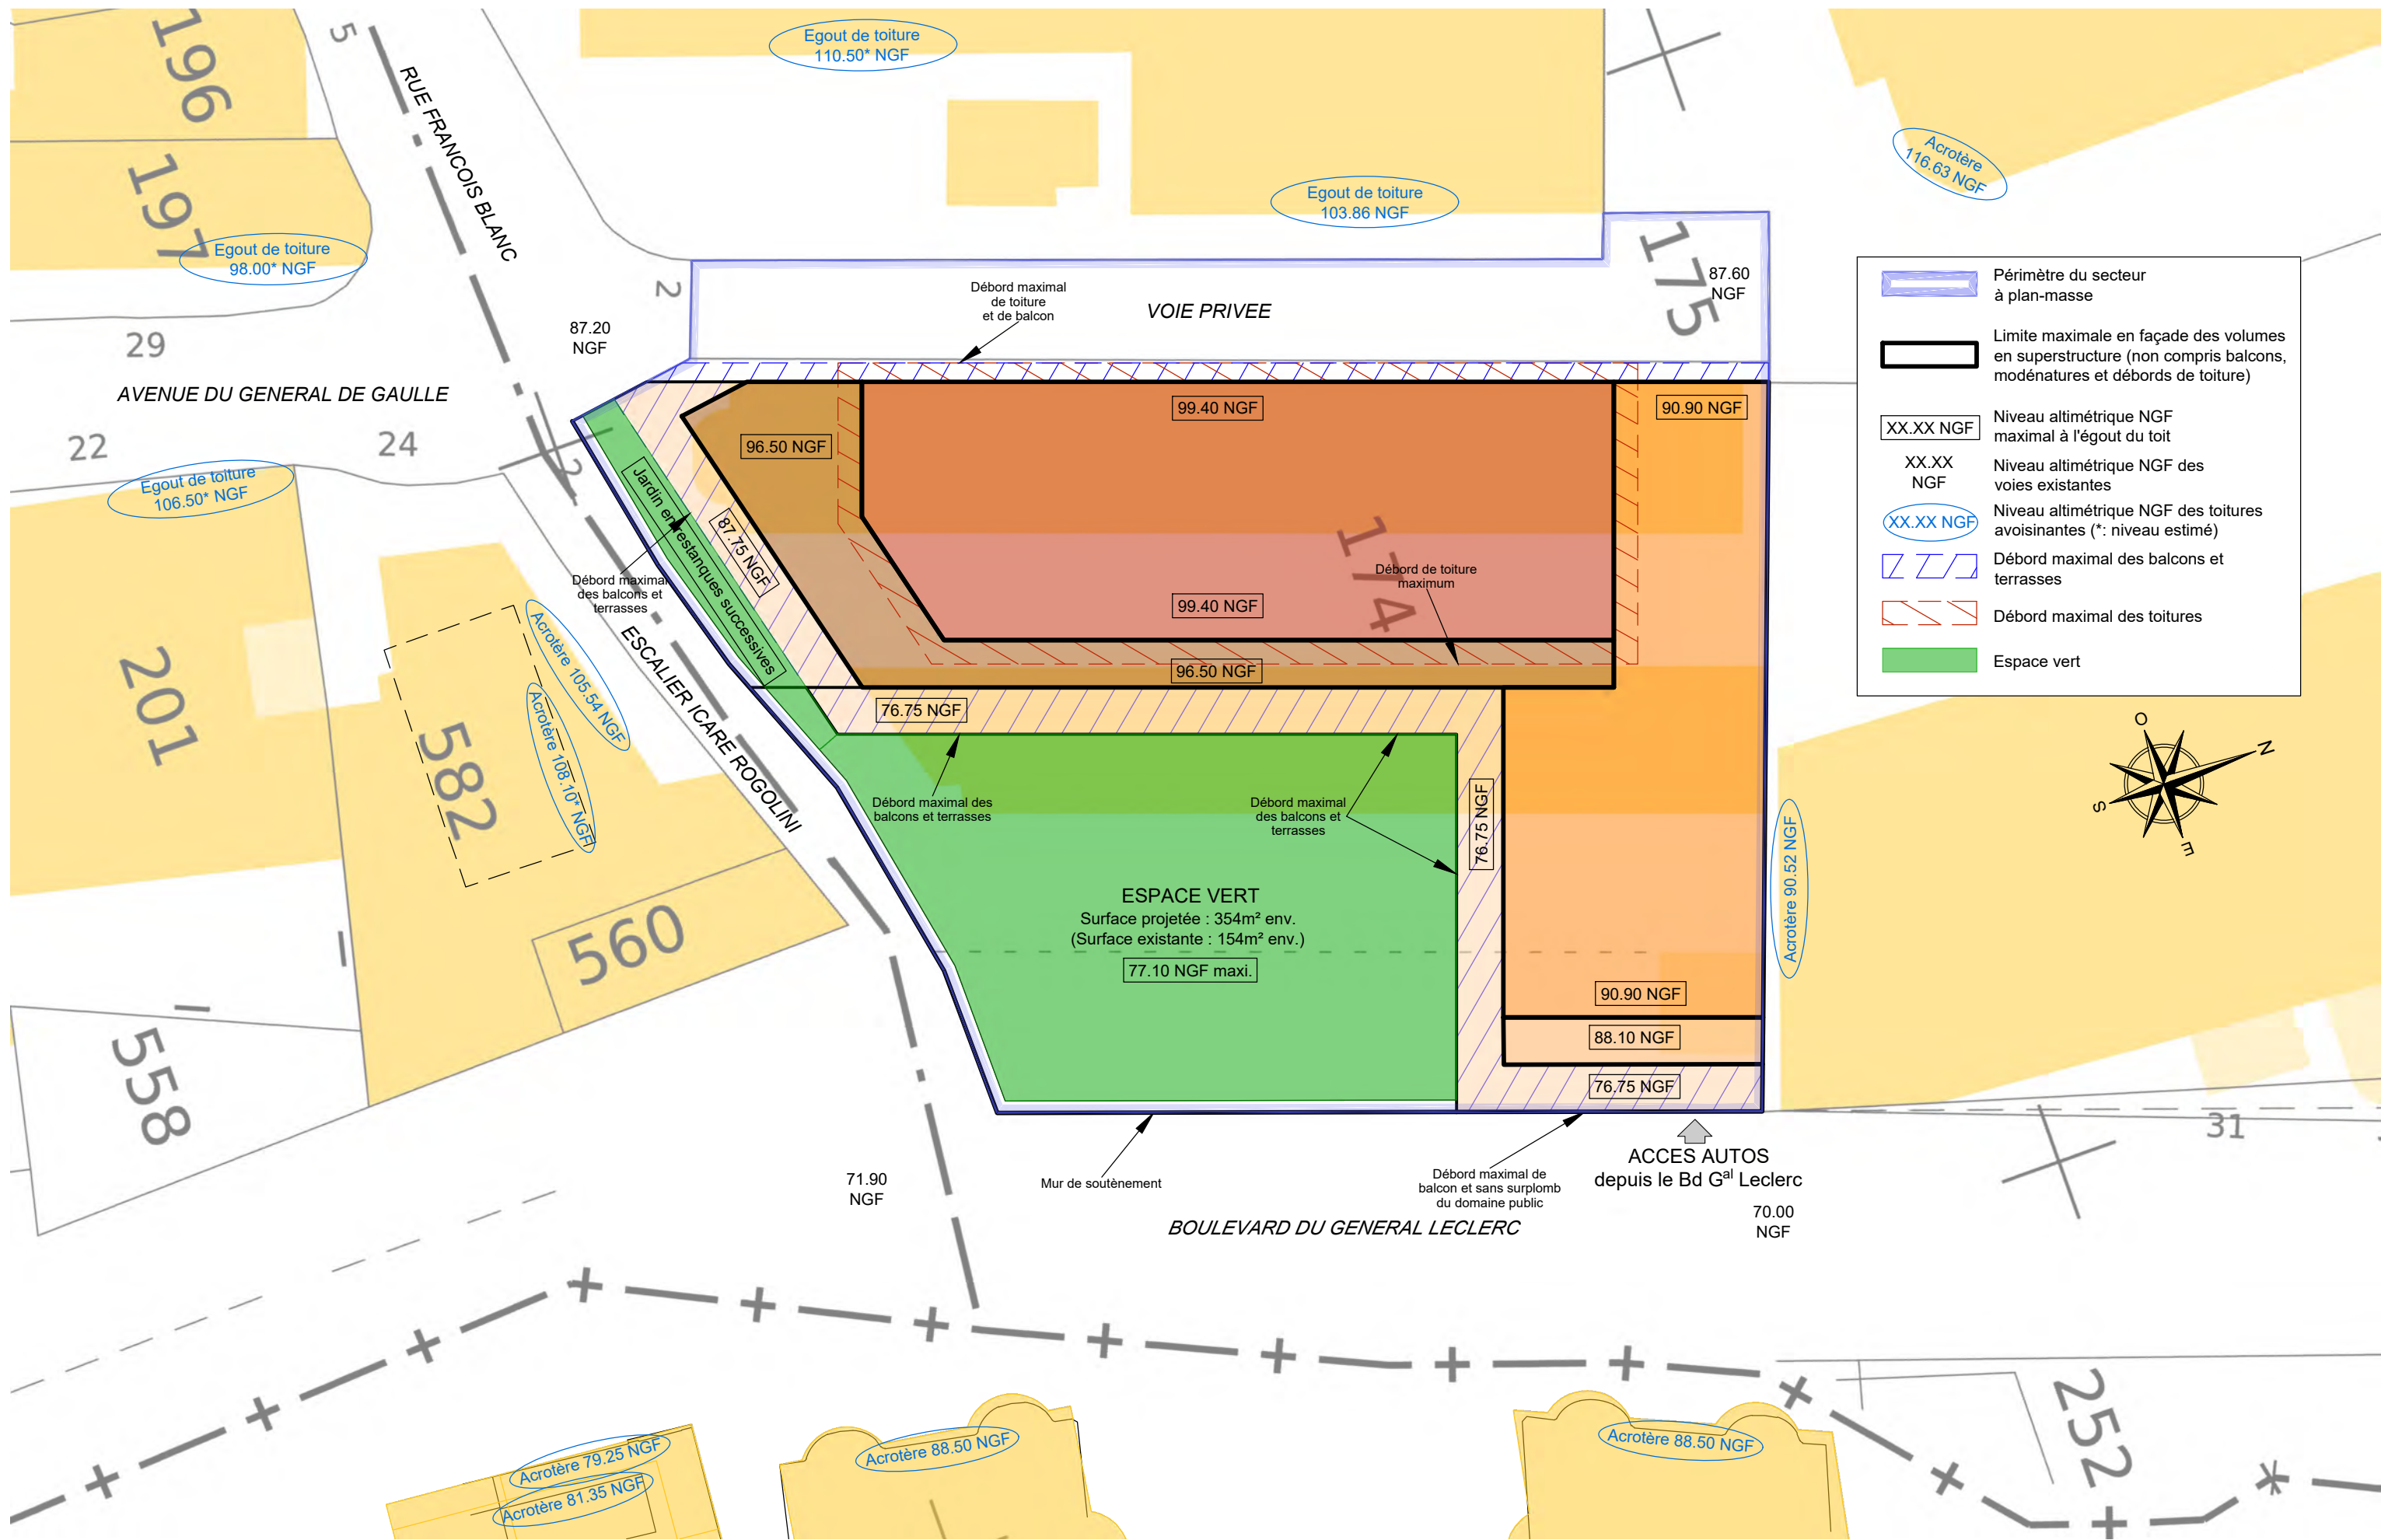 196
5
RUE FRANCOIS BLANC
Egout de toiture
110.50* NGF
Acrotère
116.63 NGF
197
Egout de toiture
98.00* NGF
Egout de toiture
103.86 NGF
175
87.60
NGF
2
Débord maximal
de toiture
et de balcon
VOIE PRIVEE
87.20
NGF
29
AVENUE DU GENERAL DE GAULLE
22
24
2
Egout de toiture
106.50* NGF
99.40 NGF
90.90 NGF
96.50 NGF
Jardin en restanques successives
87.75 NGF
174
Débord maximal
des balcons et
terrasses
Débord de toiture
maximum
99.40 NGF
96.50 NGF
76.75 NGF
ESCALIER ICARE ROGOLINI
Acrotère 105.54 NGF
Acrotère 108.10* NGF
201
582
560
558
Débord maximal des
balcons et terrasses
Débord maximal
des balcons et
terrasses
76.75 NGF
ESPACE VERT
Surface projetée : 354m² env.
(Surface existante : 154m² env.)
77.10 NGF maxi.
Acrotère 90.52 NGF
90.90 NGF
88.10 NGF
76.75 NGF
Périmètre du secteur
à plan-masse
Limite maximale en façade des volumes
en superstructure (non compris balcons,
modénatures et débords de toiture)
XX.XX NGF
Niveau altimétrique NGF
maximal à l'égout du toit
XX.XX
NGF
Niveau altimétrique NGF des
voies existantes
XX.XX NGF
Niveau altimétrique NGF des toitures
avoisinantes (*: niveau estimé)
Débord maximal des balcons et
terrasses
Débord maximal des toitures
Espace vert
O
N
S
E
31
71.90
NGF
Mur de soutènement
Débord maximal de
balcon et sans surplomb
du domaine public
ACCES AUTOS
depuis le Bd Gal Leclerc
70.00
NGF
BOULEVARD DU GENERAL LECLERC
252
Acrotère 79.25 NGF
Acrotère 81.35 NGF
Acrotère 88.50 NGF
Acrotère 88.50 NGF